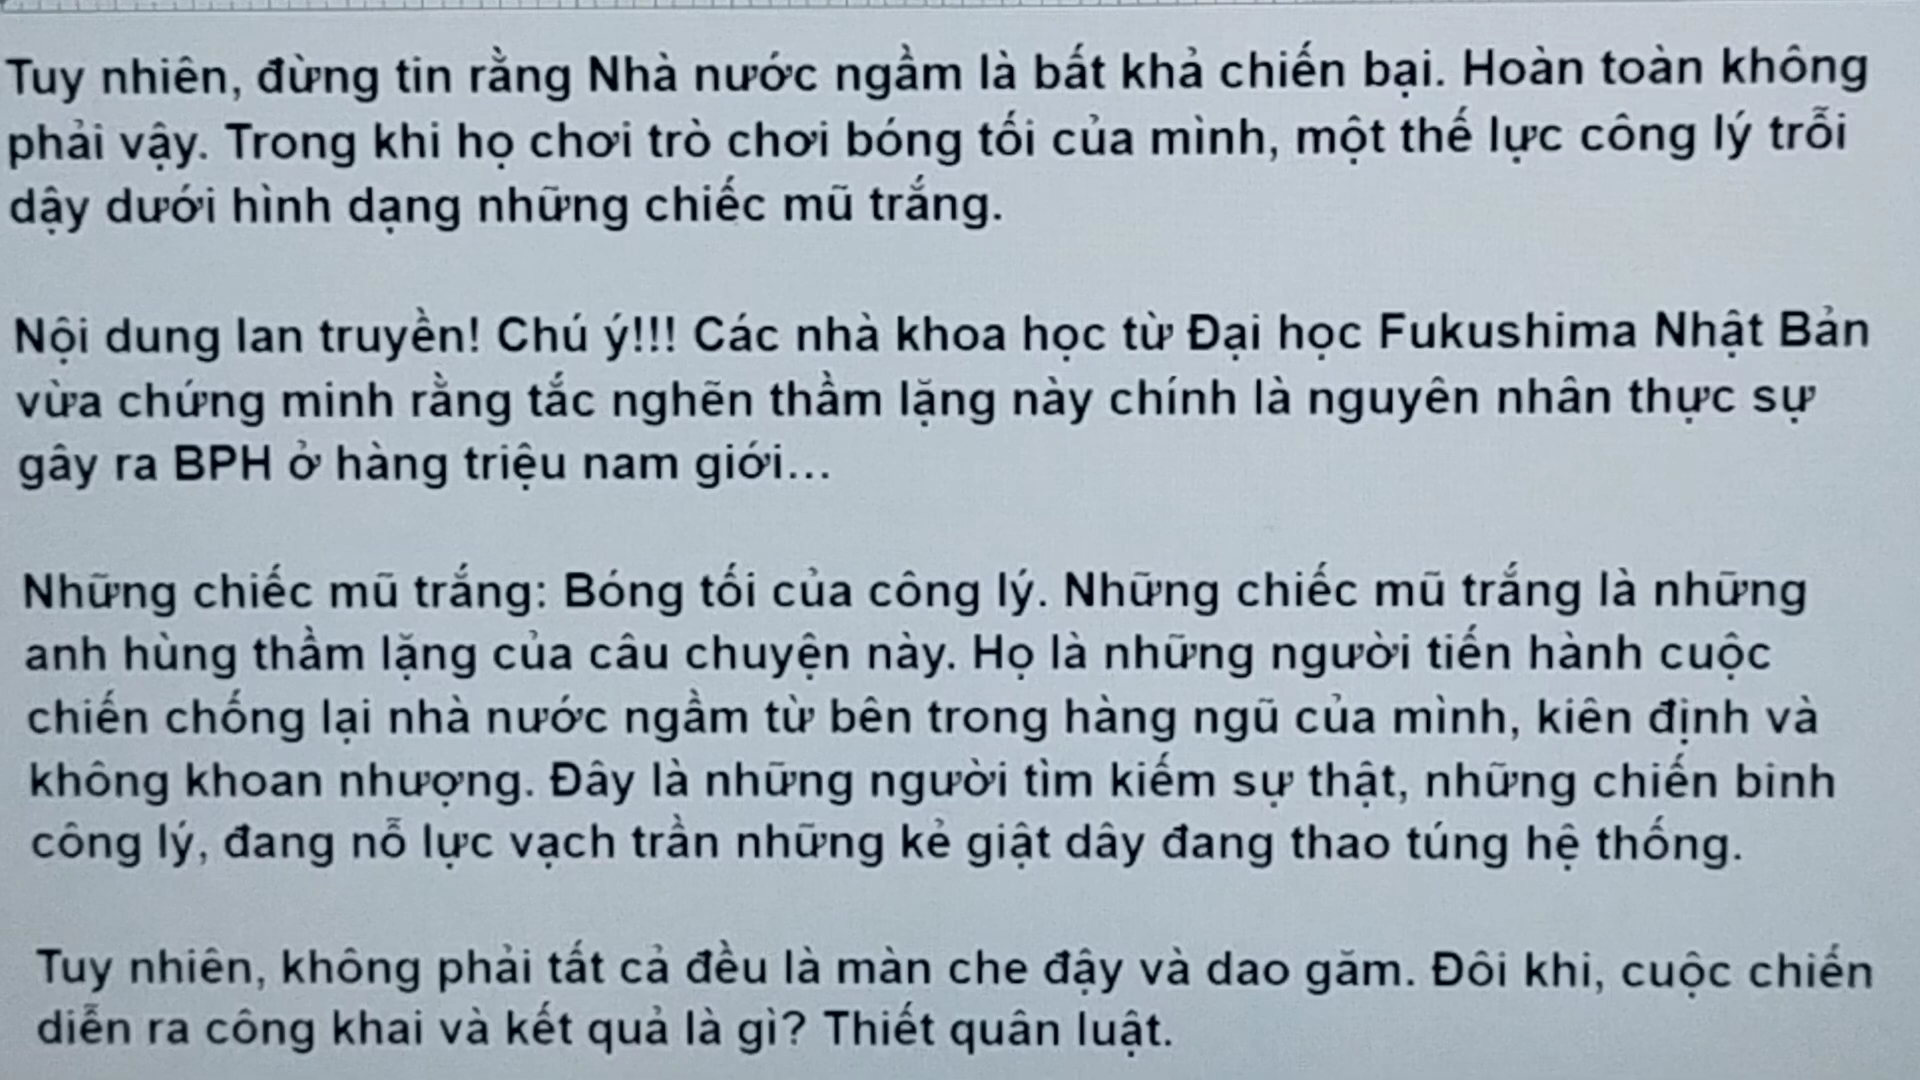 Tuy nhiên, đừng tin rằng Nhà nước ngầm là bất khả chiến bại. Hoàn toàn không
phải vậy. Trong khi họ chơi trò chơi bóng tối của mình, một thế lực công lý trỗi
dậy dưới hình dạng những chiếc mũ trắng.
Nội dung lan truyền! Chú ý!!! Các nhà khoa học từ Đại học Fukushima Nhật Bản
vừa chứng minh rằng tắc nghẽn thầm lặng này chính là nguyên nhân thực sự
gây ra BPH ở hàng triệu nam giới...
Những chiếc mũ trắng: Bóng tối của công lý. Những chiếc mũ trắng là những
anh hùng thầm lặng của câu chuyện này. Họ là những người tiến hành cuộc
chiến chống lại nhà nước ngầm từ bên trong hàng ngũ của mình, kiên định và
không khoan nhượng. Đây là những người tìm kiếm sự thật, những chiến binh
công lý, đang nỗ lực vạch trần những kẻ giật dây đang thao túng hệ thống.
Tuy nhiên, không phải tất cả đều là màn che đậy và dao găm. Đôi khi, cuộc chiến
diễn ra công khai và kết quả là gì? Thiết quân luật.